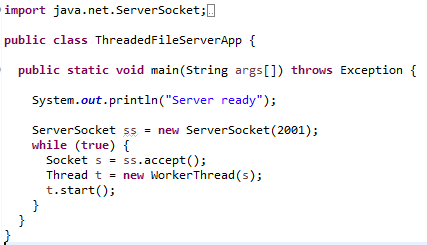 import java.net.ServerSocket;
public class ThreadedFileServerApp {
public static void main(String args[]) throws Exception {
System.out.println("Server ready");
ServerSocket ss = new ServerSocket(2001);
while (true) {
Socket s = ss.accept();
Thread t = new WorkerThread(s);
t.start();
}
}
}